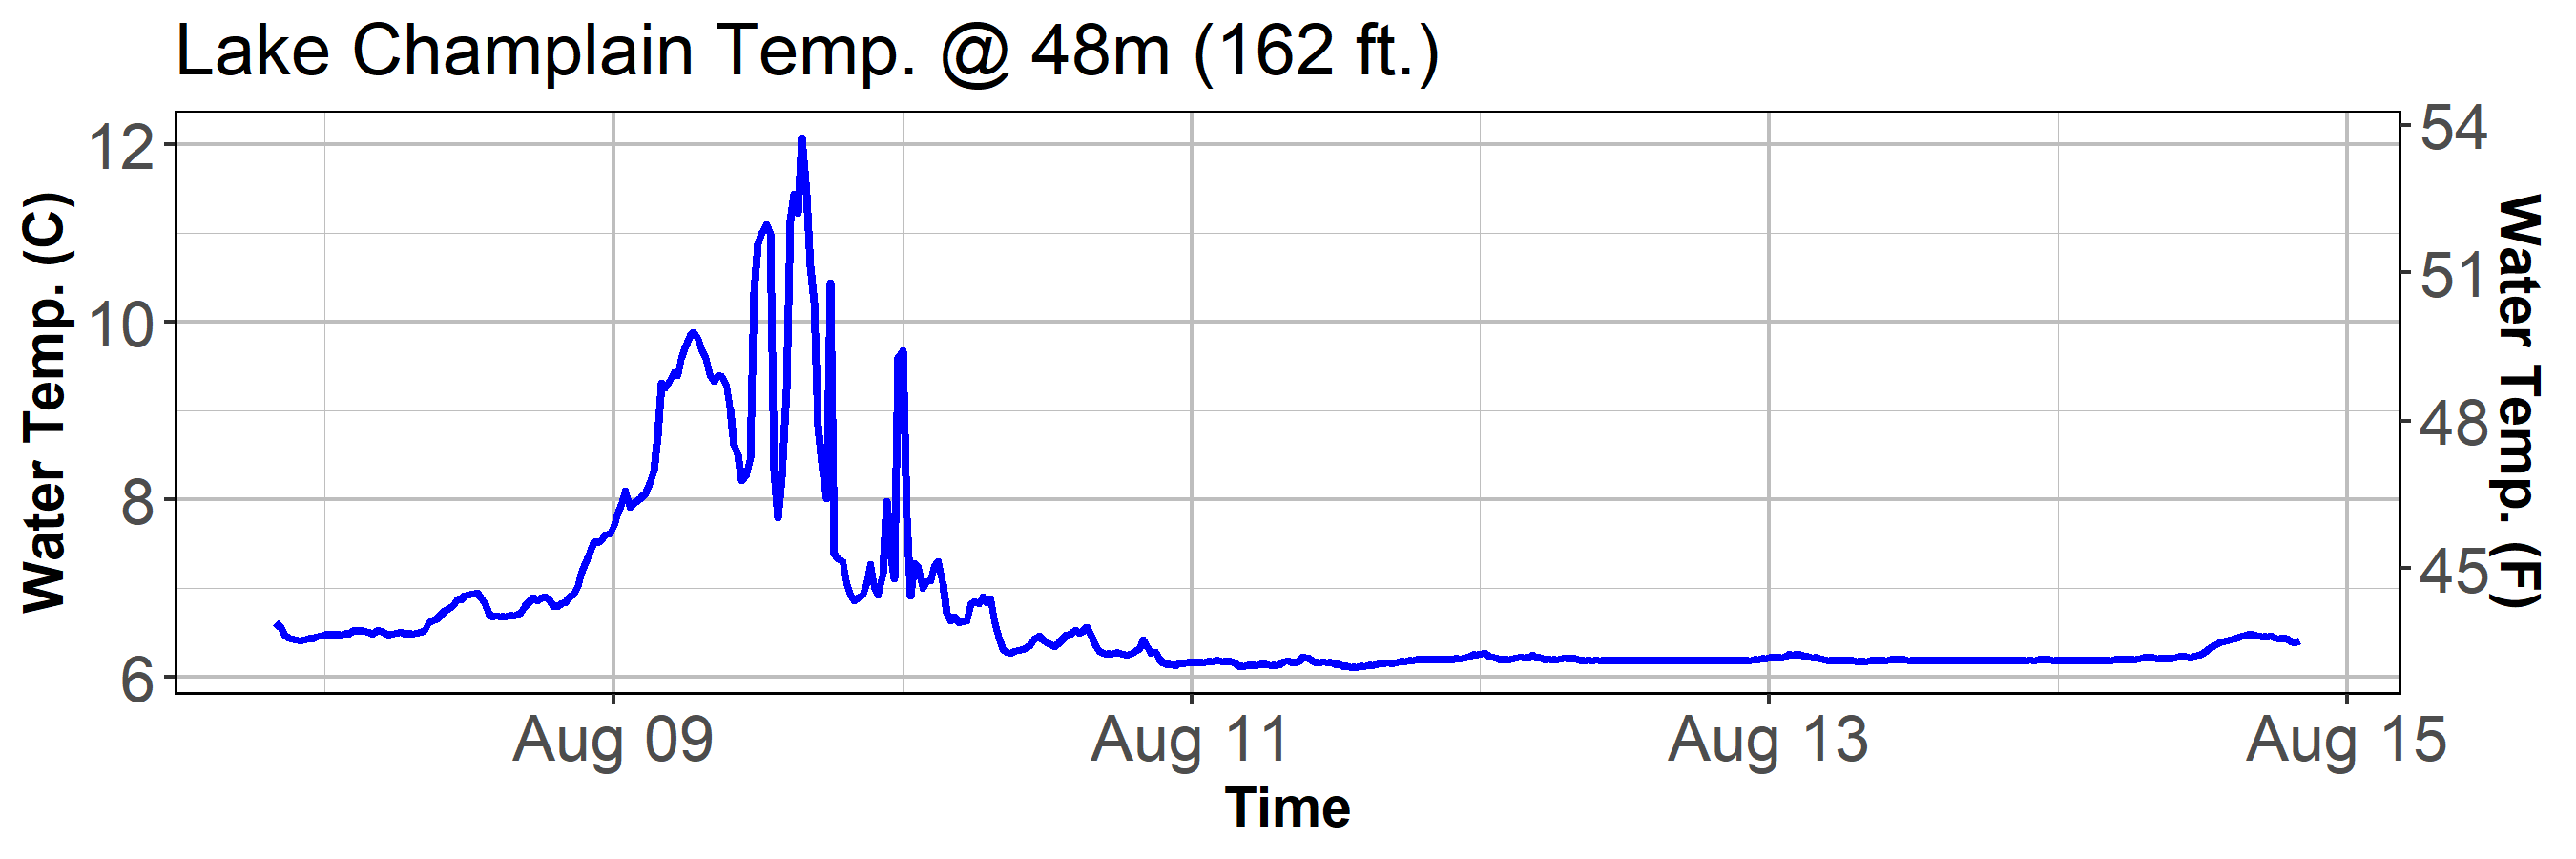 Lake Champlain Temp. @ 48m (162 ft.)
Water Temp. (C)
12
10
8
6
54
51
48
45
Water Temp. (F)
Aug 09
Aug 11
Aug 13
Aug 15
Time